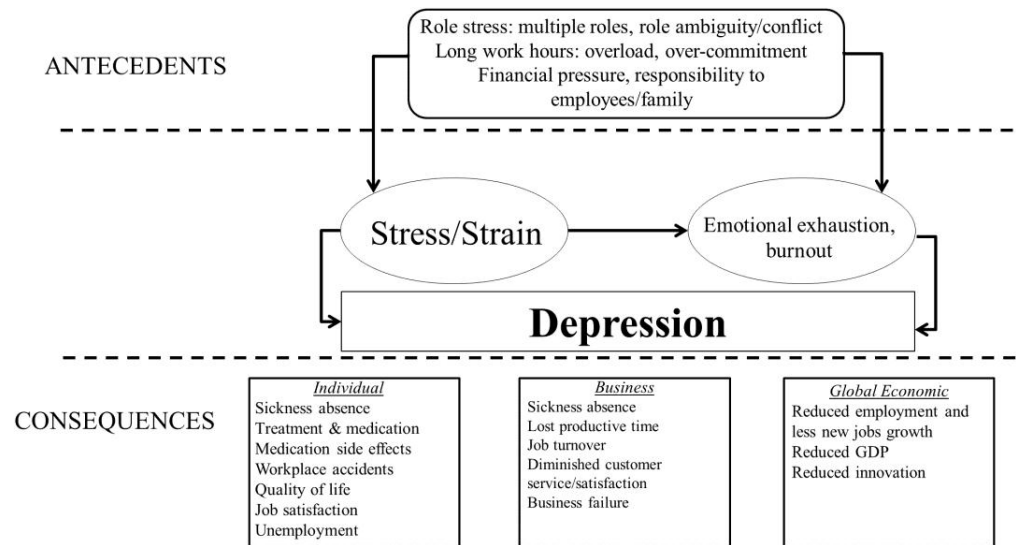 Role stress: multiple roles, role ambiguity/conflict
Long work hours: overload, over-commitment
Financial pressure, responsibility to
employees/family
ANTECEDENTS
Stress/Strain
Emotional exhaustion,
burnout
Depression
CONSEQUENCES
Individual
Sickness absence
Treatment & medication
Medication side effects
Workplace accidents
Quality of life
Job satisfaction
Unemployment
Business
Sickness absence
Lost productive time
Job turnover
Diminished customer
service/satisfaction
Business failure
Global Economic
Reduced employment and
less new jobs growth
Reduced GDP
Reduced innovation